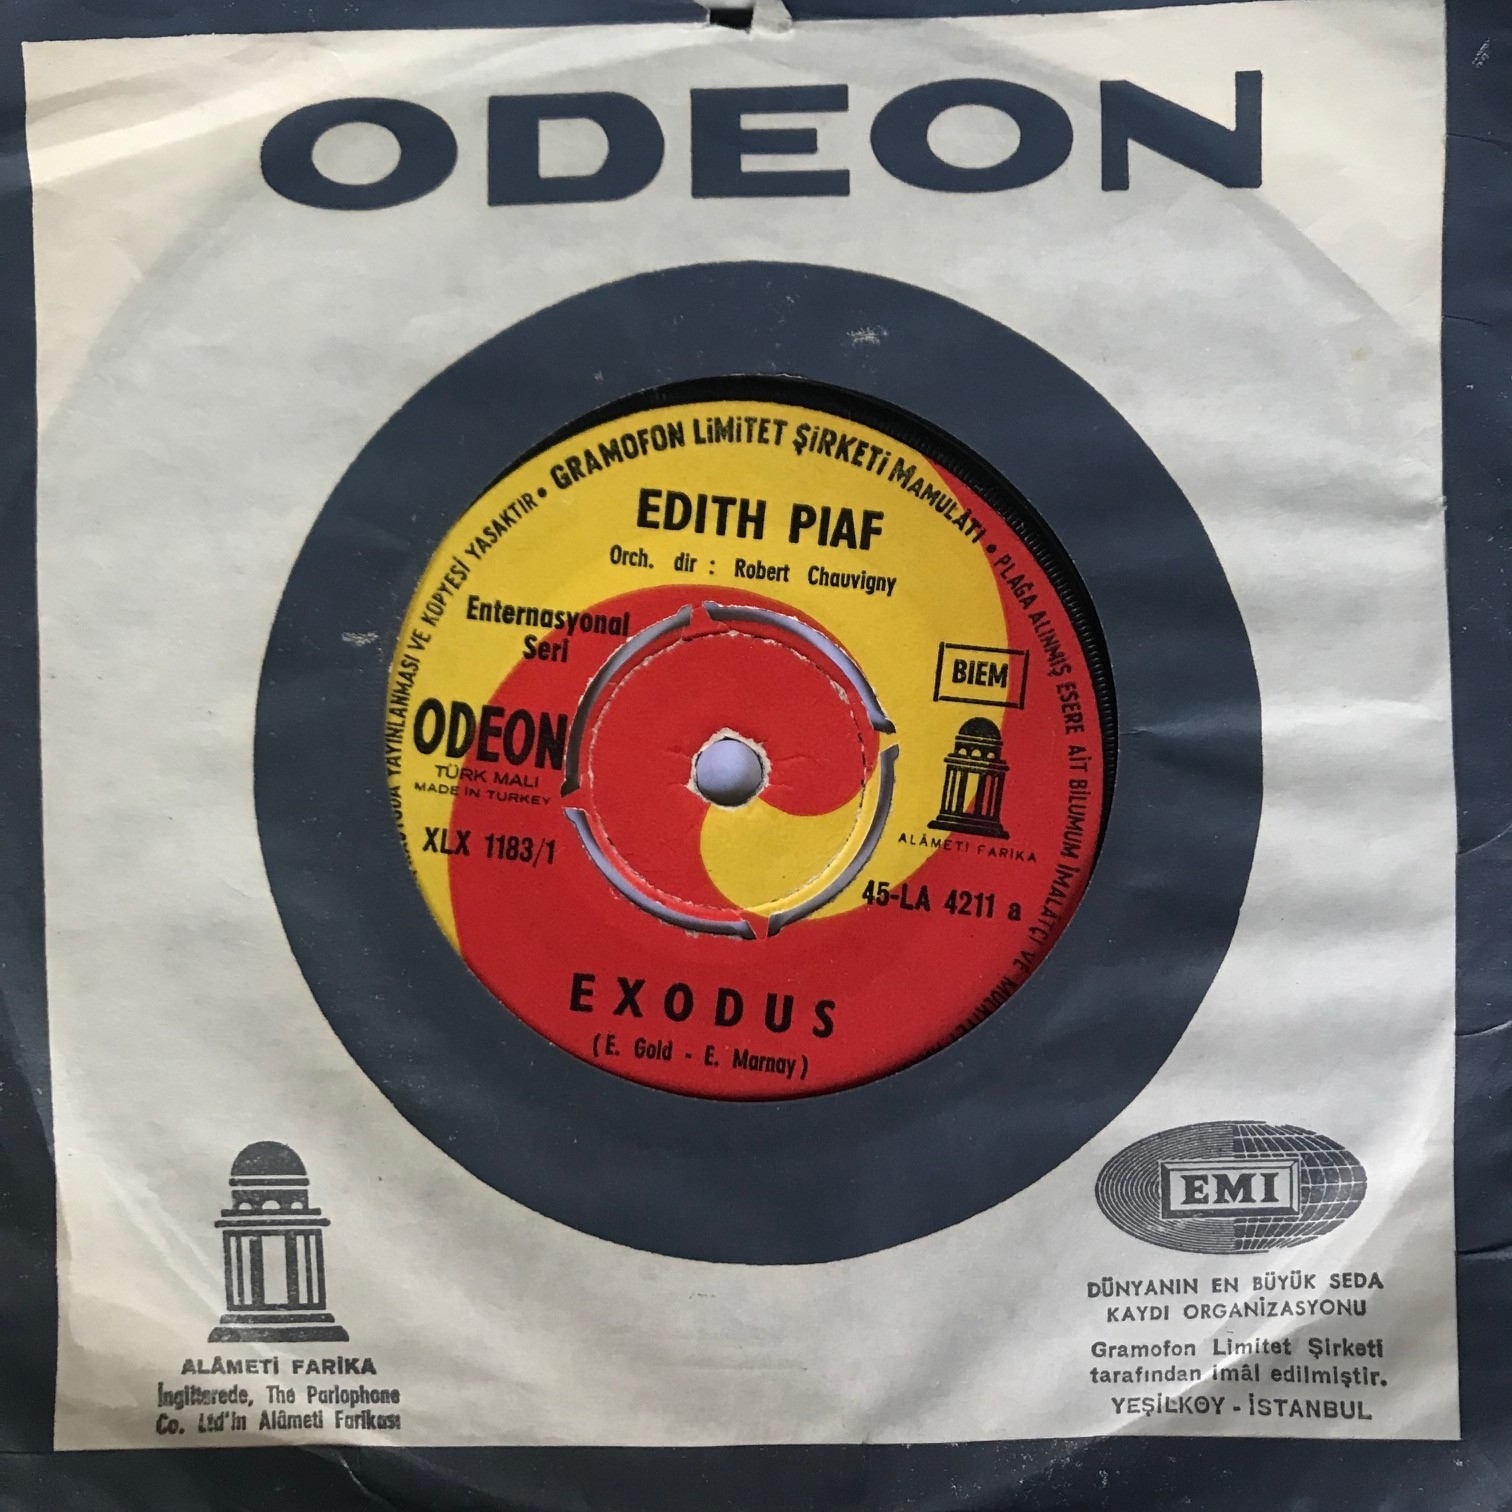 ODEON
GRAMOFON LİMİTET ŞİRKETİ MAMULÂTI • PLAĞA ALINMIŞ ESERE AİT BİLUMUM İMALATÇI VE
YAYINLANMASI VE KOPYESİ YASAKTIR •
EDITH PIAF
Orch. dir : Robert Chauvigny
Enternasyonal
Seri
BIEM
ODEON
TÜRK MALI
MADE IN TURKEY
XLX 1183/1
ALÂMETİ FARİKA
45-LA 4211 a
EXODUS
(E. Gold - E. Marnay)
ALÂMETİ FARİKA
İngilterede, The Parlophone
Co. Ltd'in Alâmeti Farikası
EMI
DÜNYANIN EN BÜYÜK SEDA
KAYDI ORGANİZASYONU
Gramofon Limitet Şirketi
tarafından imâl edilmiştir.
YEŞİLKÖY - İSTANBUL